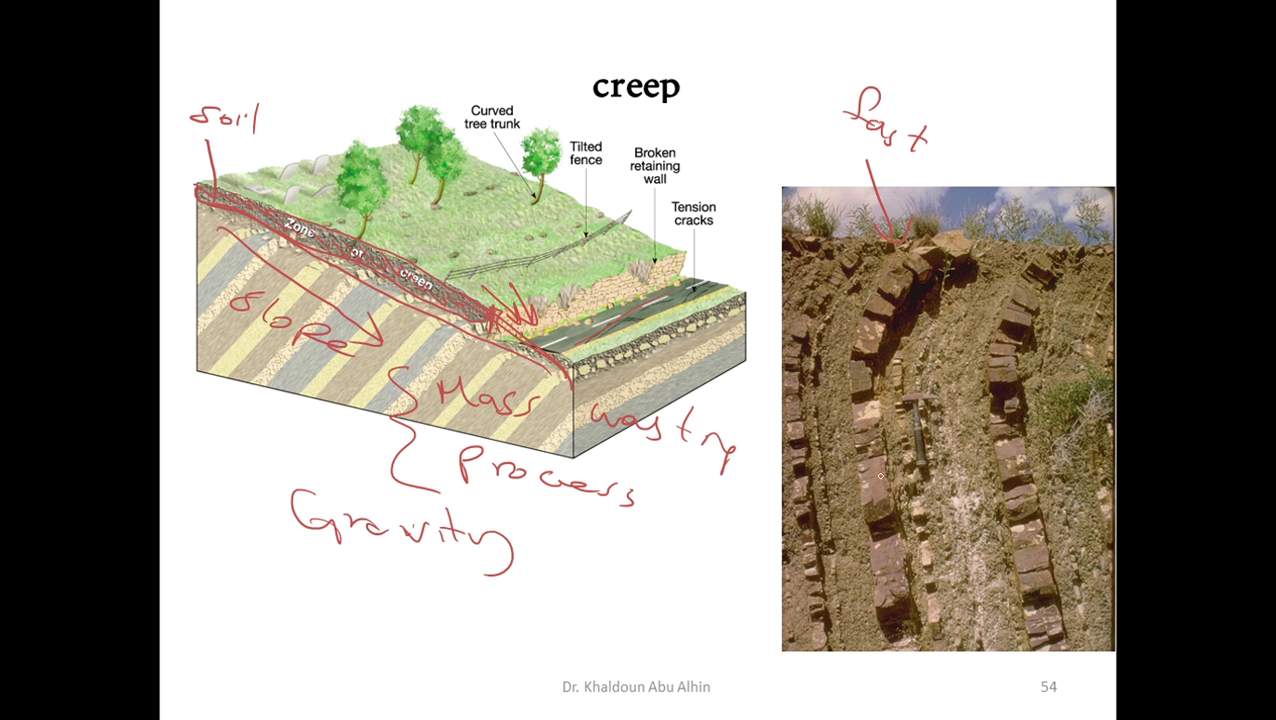 creep
soil
fast
Curved
tree trunk
Tilted
fence
Broken
retaining
wall
Tension
cracks
Zone of creep
slope
Mass wasting
process
Gravity
Dr. Khaldoun Abu Alhin
54